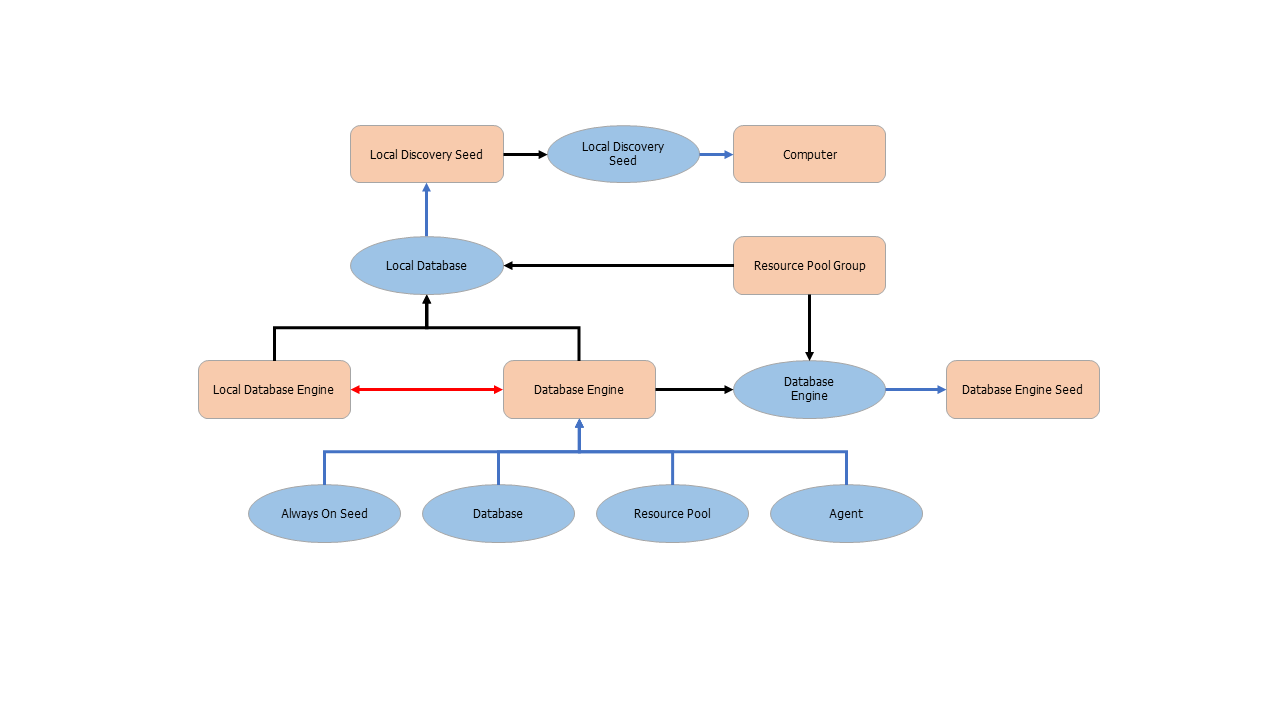 Local Discovery Seed
Local Discovery
Seed
Computer
Local Database
Resource Pool Group
Local Database Engine
Database Engine
Database
Engine
Database Engine Seed
Always On Seed
Database
Resource Pool
Agent